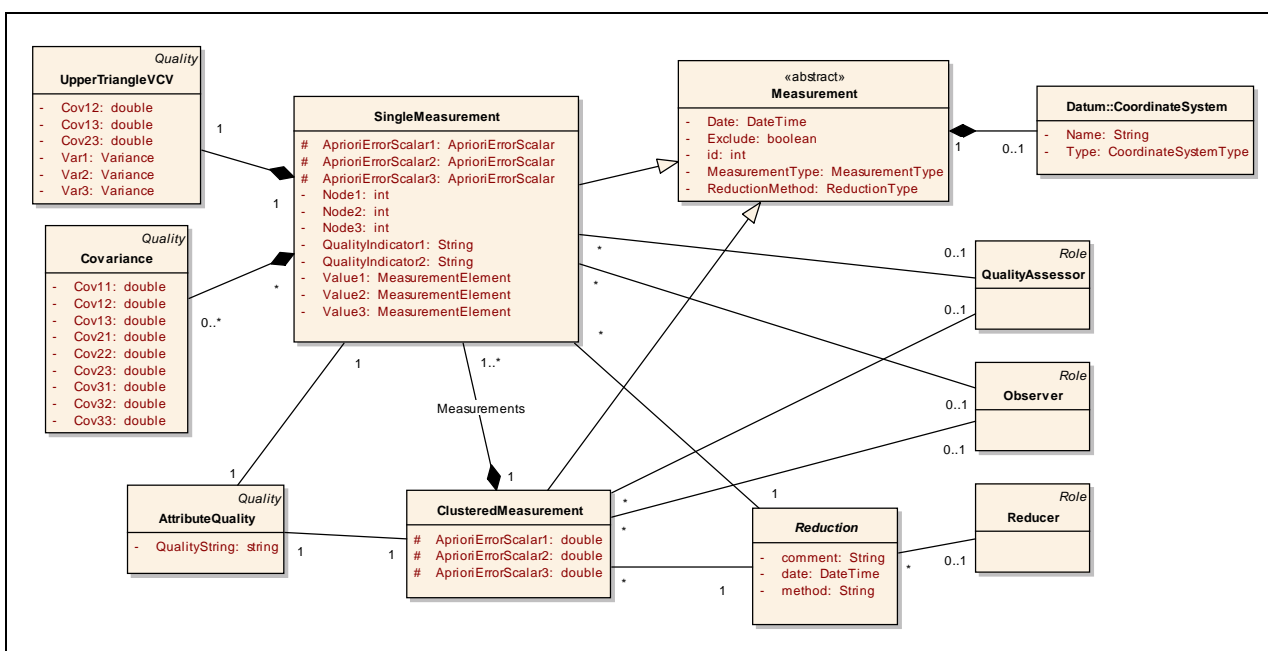 Quality
UpperTriangleVCV
- Cov12: double
- Cov13: double
- Cov23: double
- Var1: Variance
- Var2: Variance
- Var3: Variance
1
1
SingleMeasurement
# AprioriErrorScalar1: AprioriErrorScalar
# AprioriErrorScalar2: AprioriErrorScalar
# AprioriErrorScalar3: AprioriErrorScalar
- Node1: int
- Node2: int
- Node3: int
- QualityIndicator1: String
- QualityIndicator2: String
- Value1: MeasurementElement
- Value2: MeasurementElement
- Value3: MeasurementElement
«abstract»
Measurement
- Date: DateTime
- Exclude: boolean
- id: int
- MeasurementType: MeasurementType
- ReductionMethod: ReductionType
1
0..1
Datum::CoordinateSystem
- Name: String
- Type: CoordinateSystemType
Quality
Covariance
- Cov11: double
- Cov12: double
- Cov13: double
- Cov21: double
- Cov22: double
- Cov23: double
- Cov31: double
- Cov32: double
- Cov33: double
*
0..*
*
0..1
Role
QualityAssessor
0..1
*
*
Role
Observer
0..1
0..1
1
1..*
Measurements
1
1
Quality
AttributeQuality
- QualityString: string
1
1
ClusteredMeasurement
# AprioriErrorScalar1: double
# AprioriErrorScalar2: double
# AprioriErrorScalar3: double
*
*
*
1
1
Reduction
- comment: String
- date: DateTime
- method: String
*
0..1
Role
Reducer